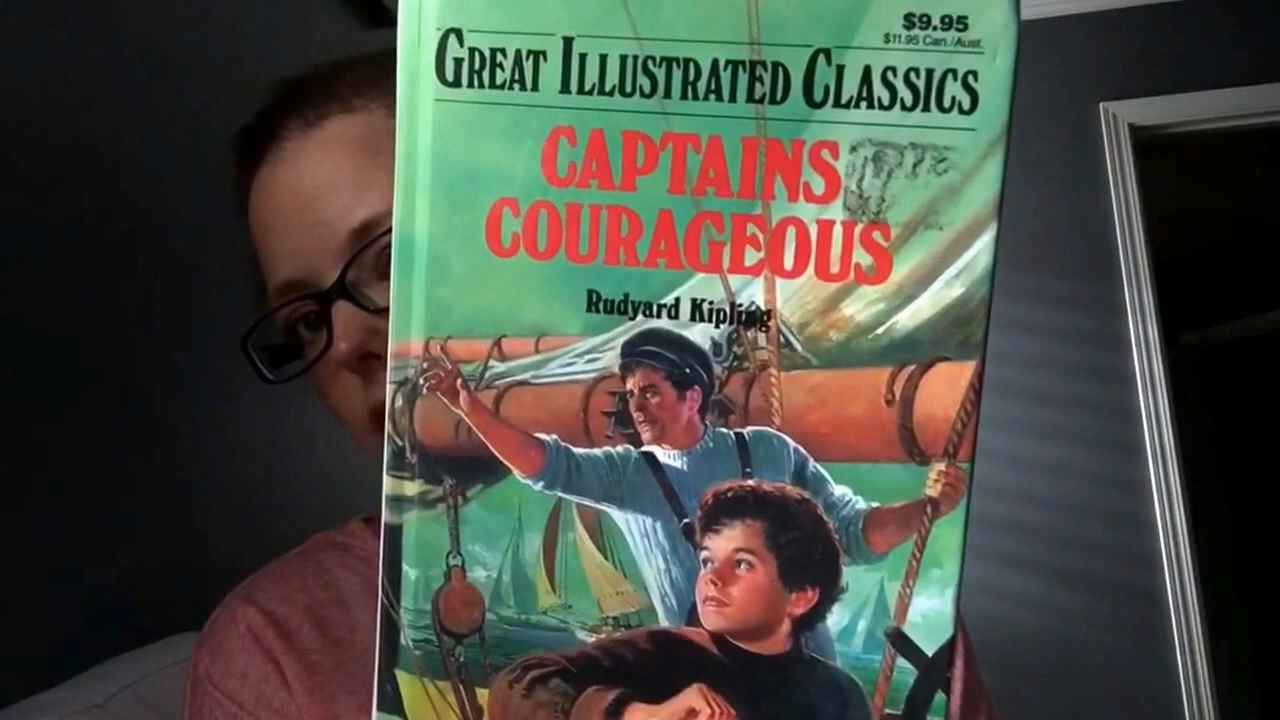 $9.95
$11.95 Can./Aust.
GREAT ILLUSTRATED CLASSICS
CAPTAINS
COURAGEOUS
Rudyard Kipling